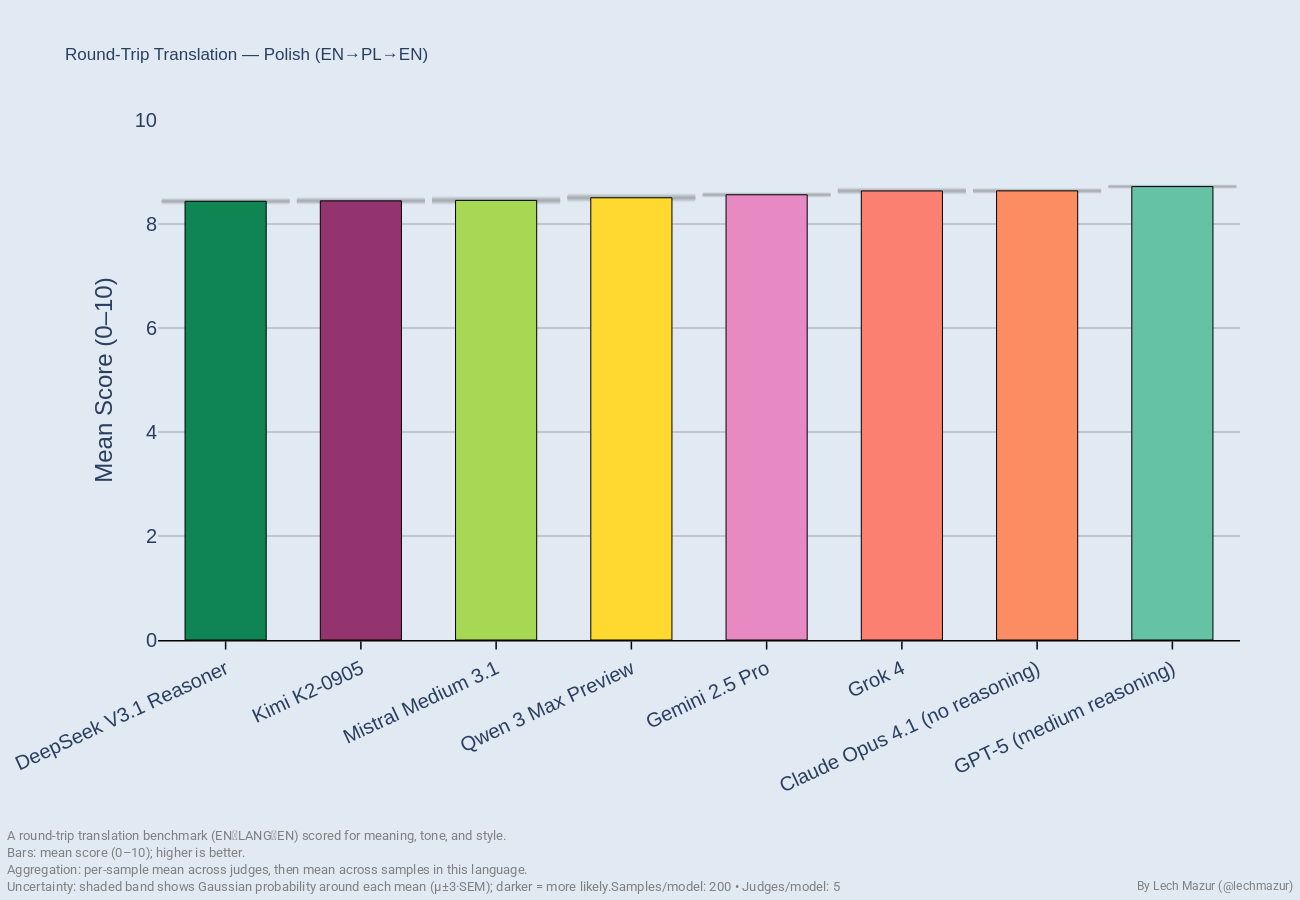 Round-Trip Translation — Polish (EN→PL→EN)
Mean Score (0–10)
10
8
6
4
2
0
DeepSeek V3.1 Reasoner
Kimi K2-0905
Mistral Medium 3.1
Qwen 3 Max Preview
Gemini 2.5 Pro
Grok 4
Claude Opus 4.1 (no reasoning)
GPT-5 (medium reasoning)
A round-trip translation benchmark (EN▯LANG▯EN) scored for meaning, tone, and style.
Bars: mean score (0–10); higher is better.
Aggregation: per-sample mean across judges, then mean across samples in this language.
Uncertainty: shaded band shows Gaussian probability around each mean (μ±3·SEM); darker = more likely.Samples/model: 200 • Judges/model: 5
By Lech Mazur (@lechmazur)